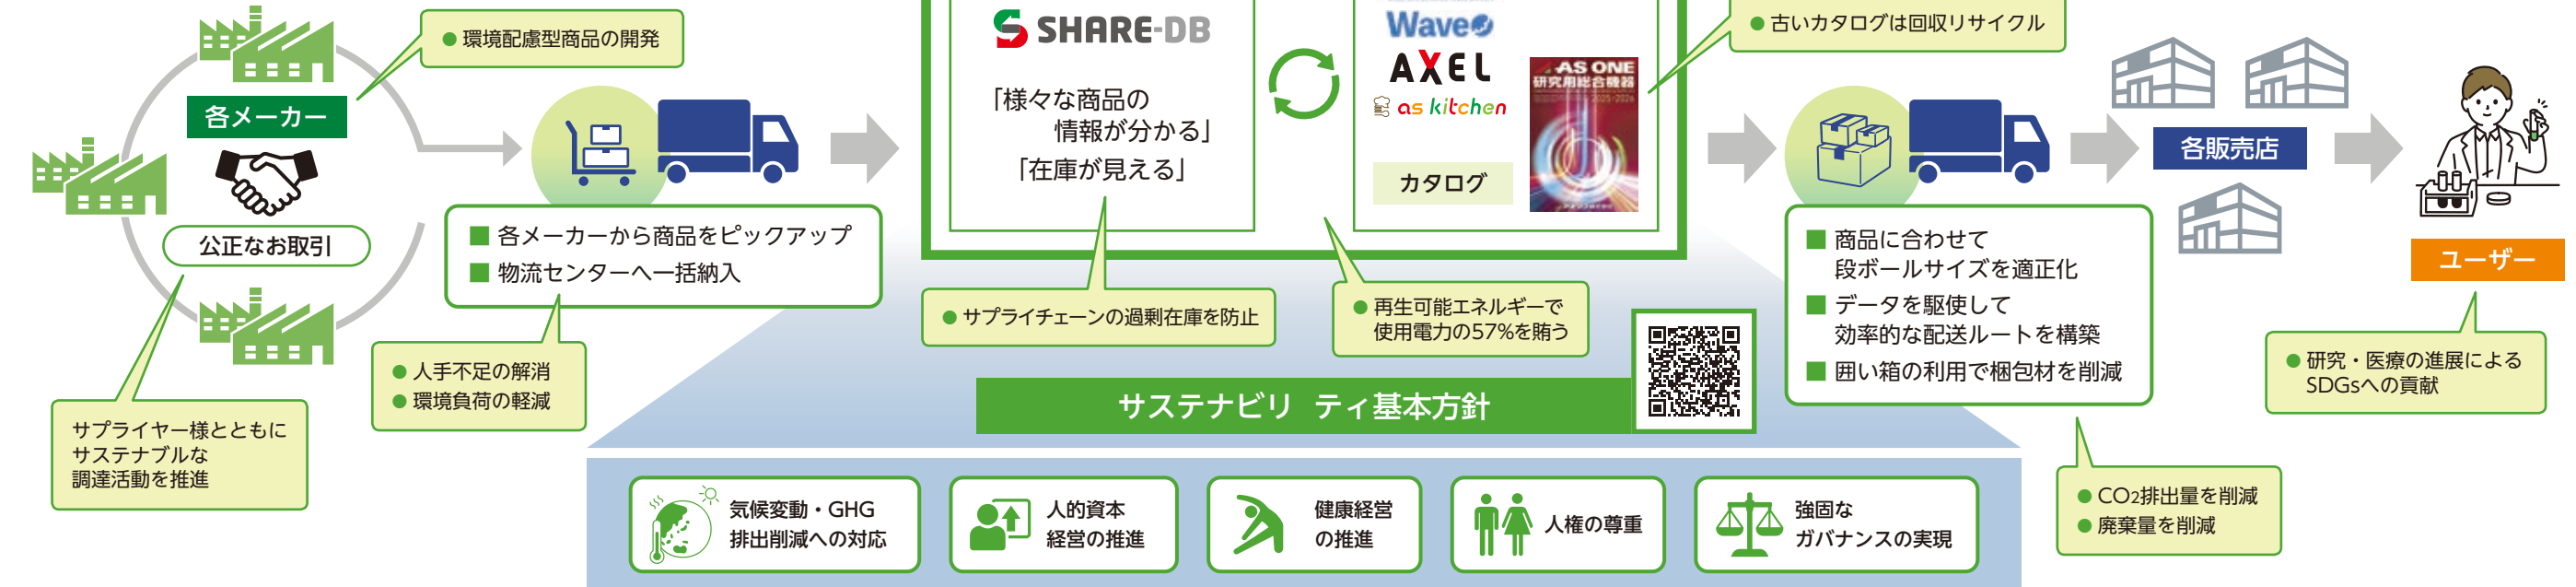 環境配慮型商品の開発
各メーカー
公正なお取引
サプライヤー様とともに
サステナブルな
調達活動を推進
各メーカーから商品をピックアップ
物流センターへ一括納入
人手不足の解消
環境負荷の軽減
SHARE-DB
「様々な商品の
情報が分かる」
「在庫が見える」
サプライチェーンの過剰在庫を防止
Wave
AXEL
as kitchen
カタログ
AS ONE
研究用総合機器
2025-2026
古いカタログは回収リサイクル
再生可能エネルギーで
使用電力の57%を賄う
商品に合わせて
段ボールサイズを適正化
データを駆使して
効率的な配送ルートを構築
囲い箱の利用で梱包材を削減
CO2排出量を削減
廃棄量を削減
各販売店
ユーザー
研究・医療の進展による
SDGsへの貢献
サステナビリティ基本方針
気候変動・GHG
排出削減への対応
人的資本
経営の推進
健康経営
の推進
人権の尊重
強固な
ガバナンスの実現